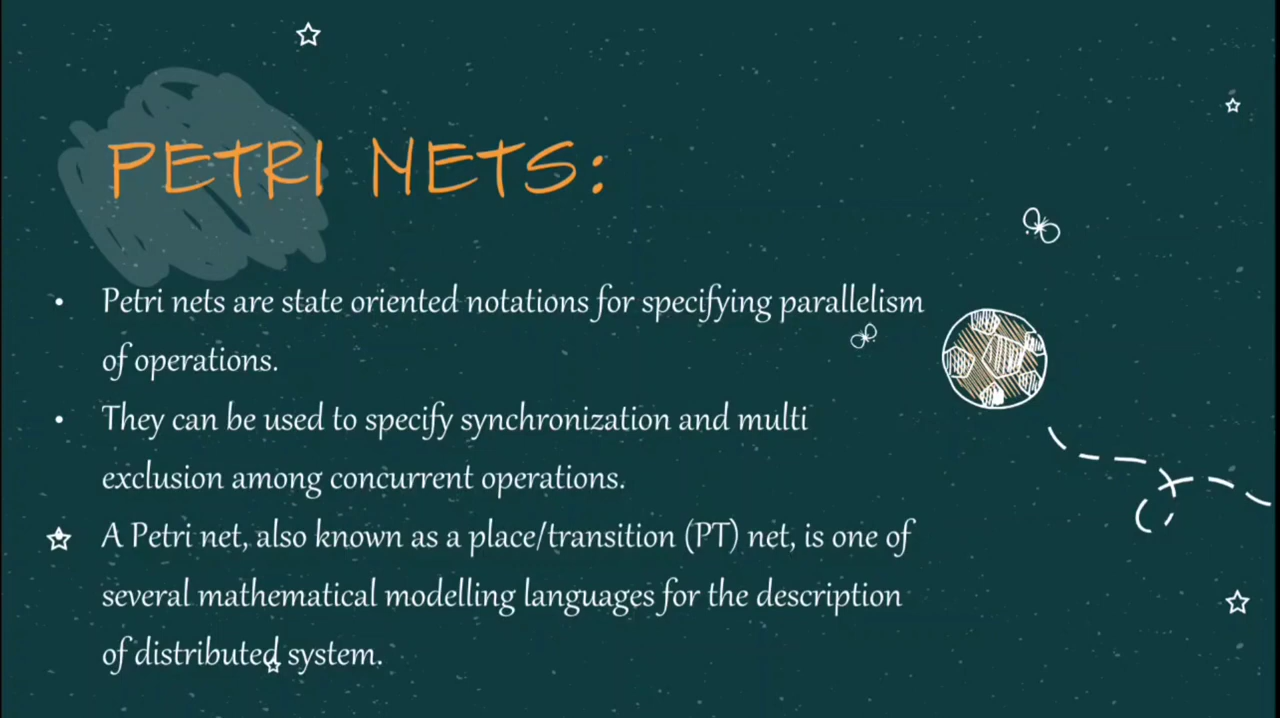 PETRI NETS:
• Petri nets are state oriented notations for specifying parallelism
of operations.
• They can be used to specify synchronization and multi
exclusion among concurrent operations.
• A Petri net, also known as a place/transition (PT) net, is one of
several mathematical modelling languages for the description
of distributed system.